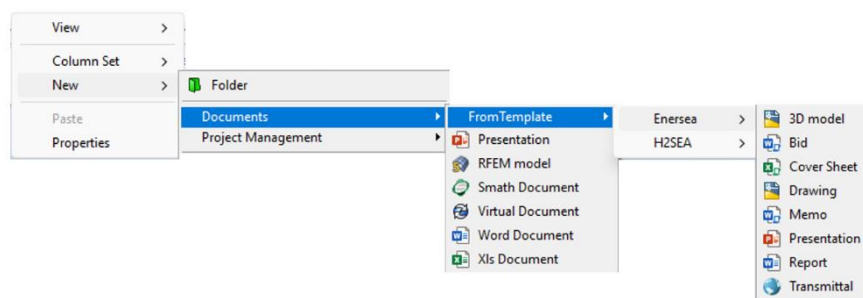 View
Column Set
New
Paste
Properties
Folder
Documents
Project Management
FromTemplate
Presentation
RFEM model
Smath Document
Virtual Document
Word Document
Xls Document
Enersea
H2SEA
3D model
Bid
Cover Sheet
Drawing
Memo
Presentation
Report
Transmittal